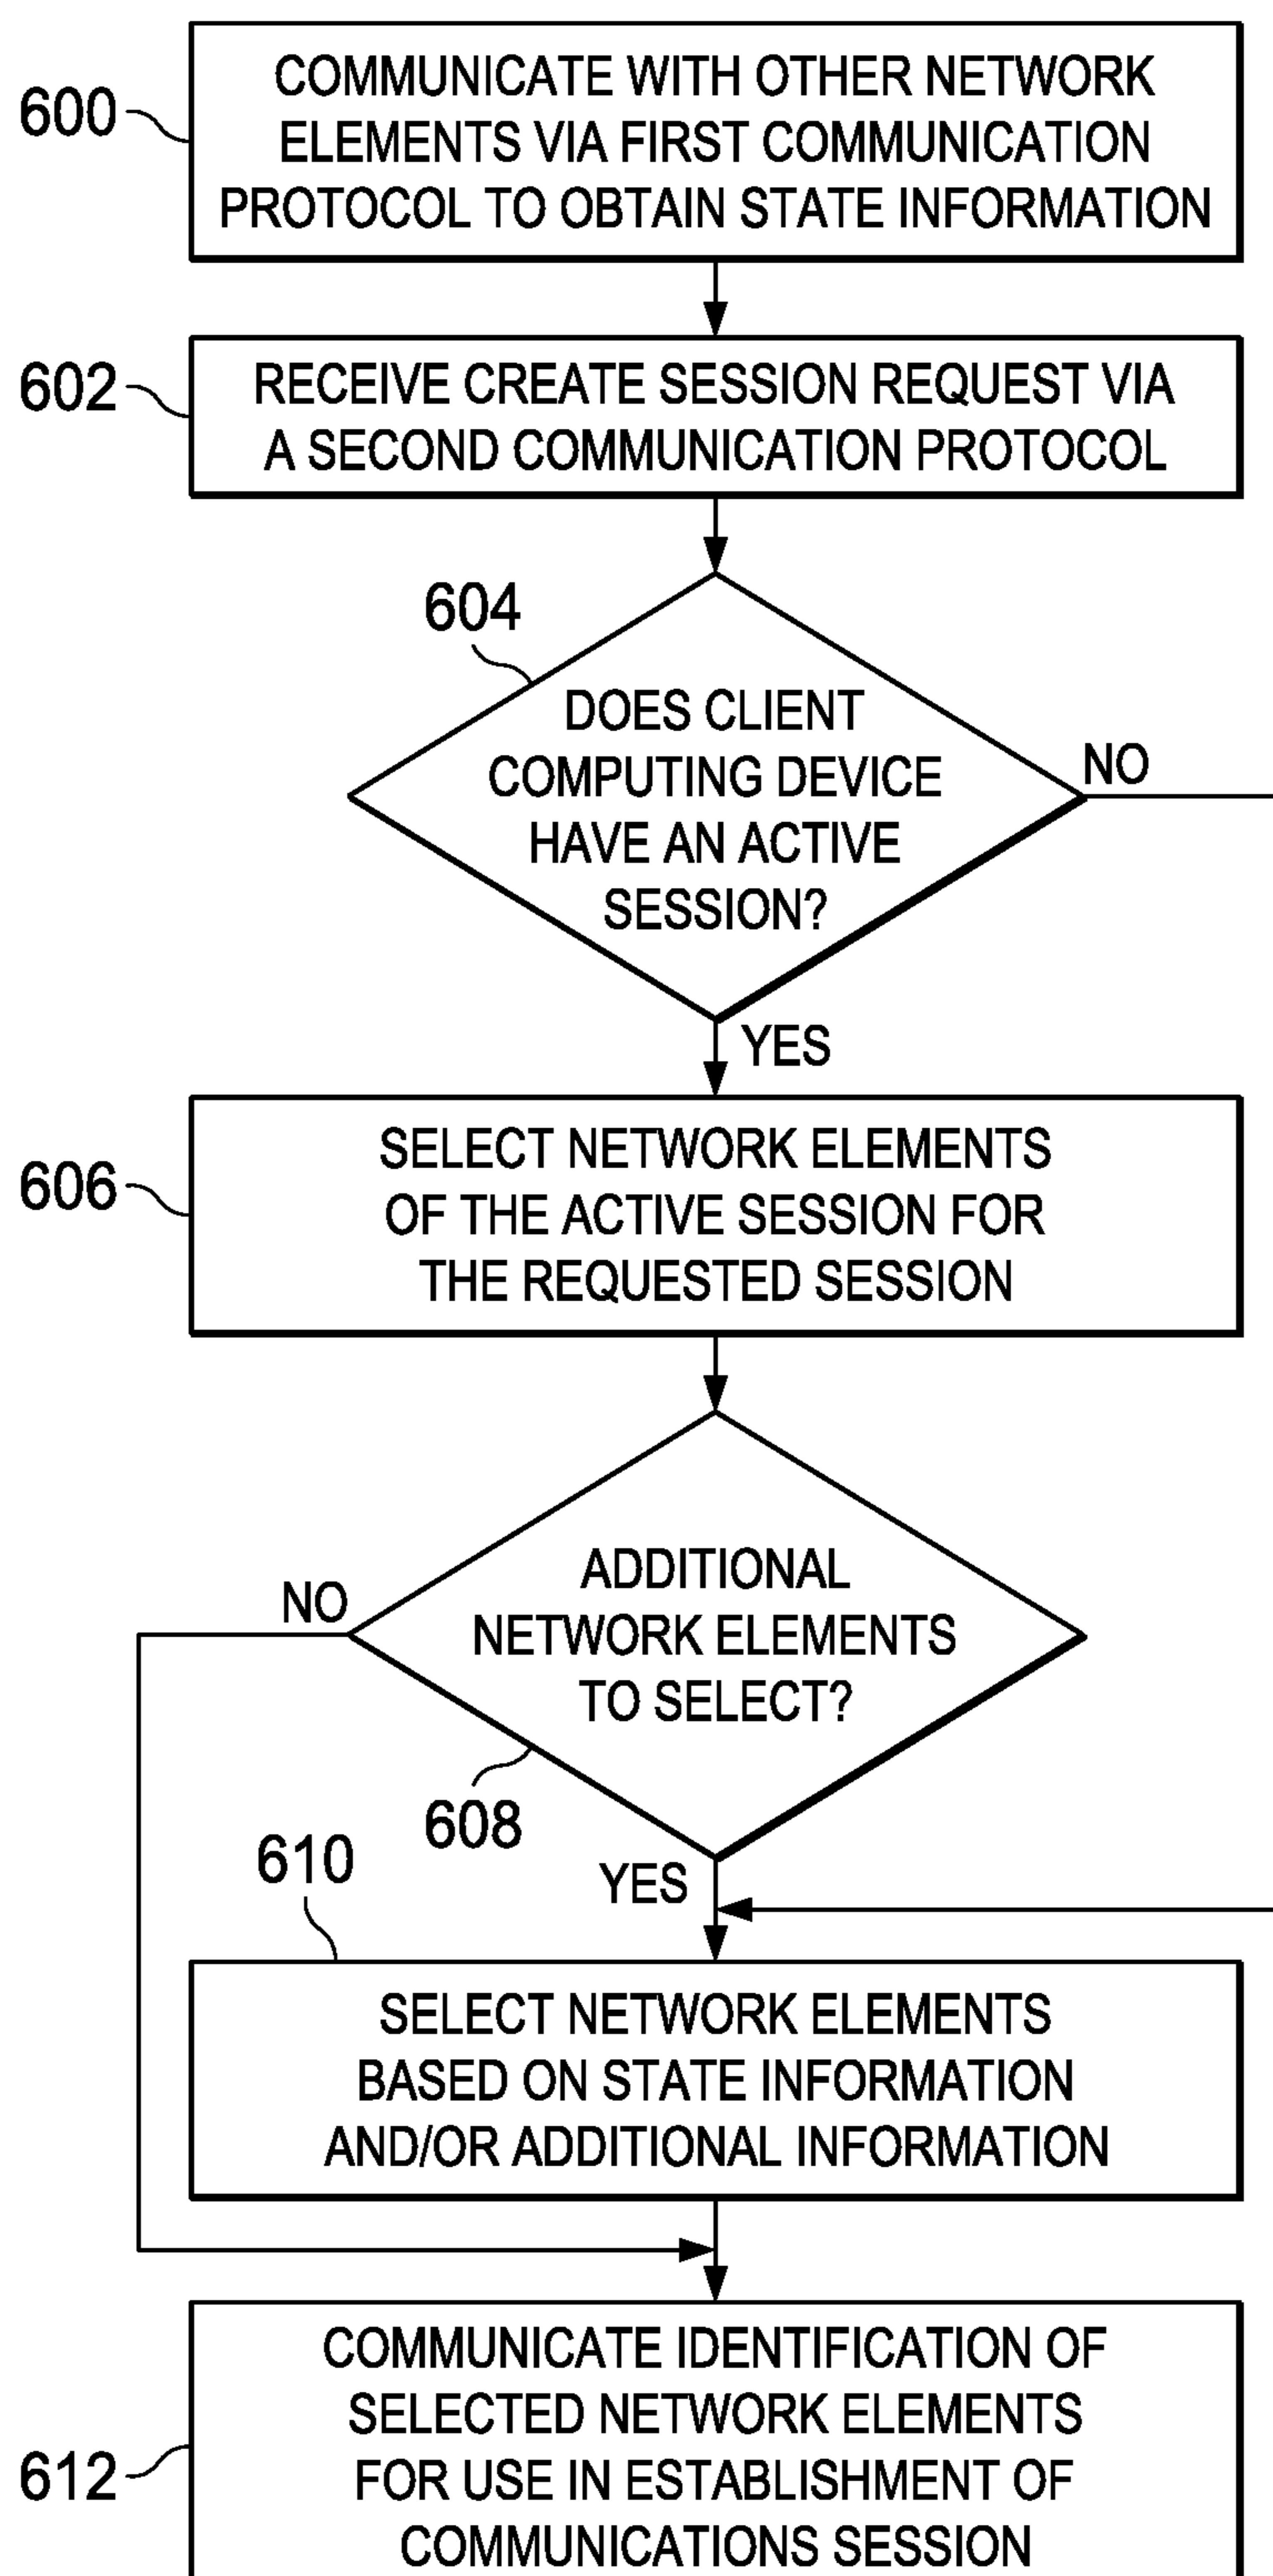 600
COMMUNICATE WITH OTHER NETWORK
ELEMENTS VIA FIRST COMMUNICATION
PROTOCOL TO OBTAIN STATE INFORMATION
602
RECEIVE CREATE SESSION REQUEST VIA
A SECOND COMMUNICATION PROTOCOL
604
DOES CLIENT
COMPUTING DEVICE
HAVE AN ACTIVE
SESSION?
NO
YES
606
SELECT NETWORK ELEMENTS
OF THE ACTIVE SESSION FOR
THE REQUESTED SESSION
ADDITIONAL
NETWORK ELEMENTS
TO SELECT?
NO
608
YES
610
SELECT NETWORK ELEMENTS
BASED ON STATE INFORMATION
AND/OR ADDITIONAL INFORMATION
612
COMMUNICATE IDENTIFICATION OF
SELECTED NETWORK ELEMENTS
FOR USE IN ESTABLISHMENT OF
COMMUNICATIONS SESSION